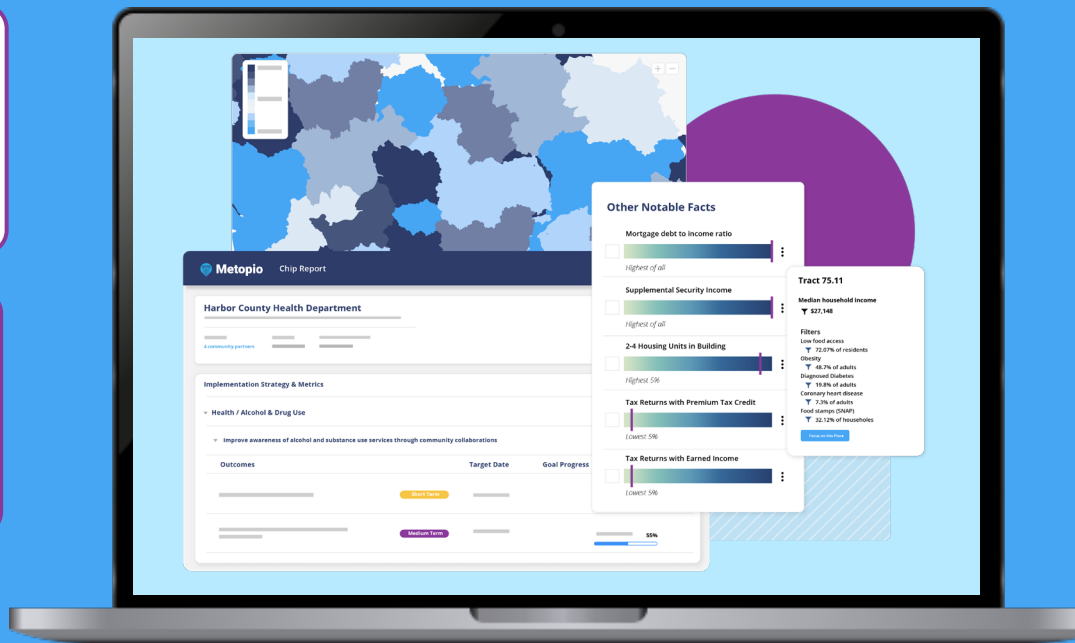 Metopio Chip Report
Harbor County Health Department
4 community partners
Implementation Strategy & Metrics
Health / Alcohol & Drug Use
Improve awareness of alcohol and substance use services through community collaborations
Outcomes Target Date Goal Progress
Short Term
Medium Term
55%
Other Notable Facts
Mortgage debt to income ratio
Highest of all
Supplemental Security Income
Highest of all
2-4 Housing Units in Building
Highest 5%
Tax Returns with Premium Tax Credit
Lowest 5%
Tax Returns with Earned Income
Lowest 5%
Tract 75.11
Median household income
$27,148
Filters
Low food access
72.07% of residents
Obesity
48.7% of adults
Diagnosed Diabetes
19.8% of adults
Coronary heart disease
7.3% of adults
Food stamps (SNAP)
32.12% of householes
Focus on this Place